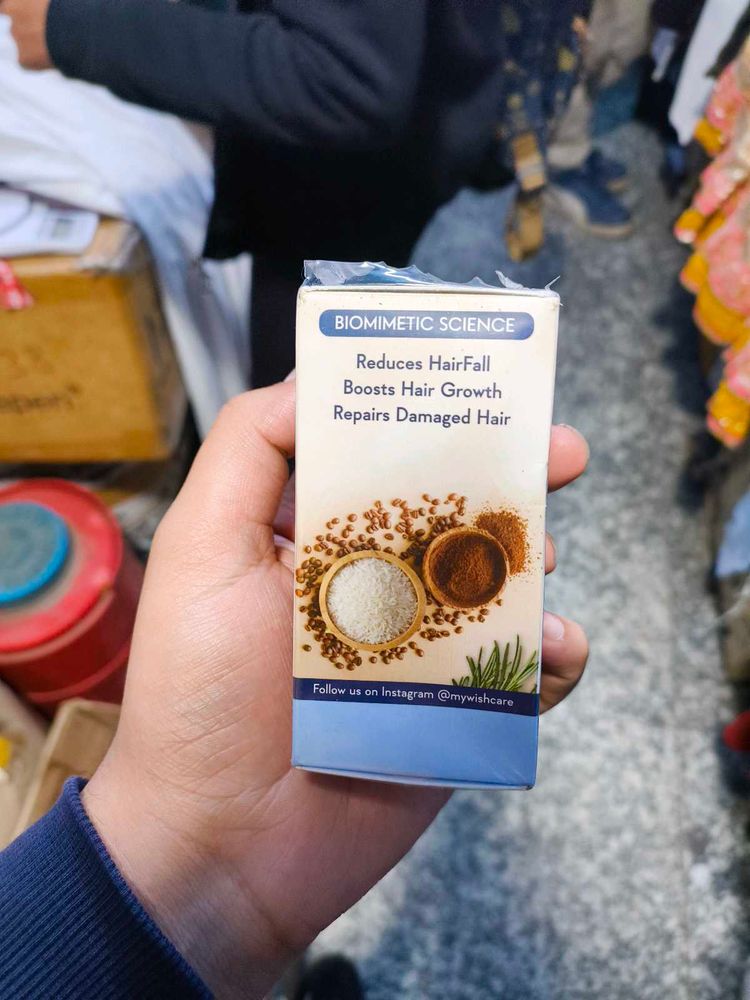 BIOMIMETIC SCIENCE
Reduces HairFall
Boosts Hair Growth
Repairs Damaged Hair
Follow us on Instagram @mywishcare